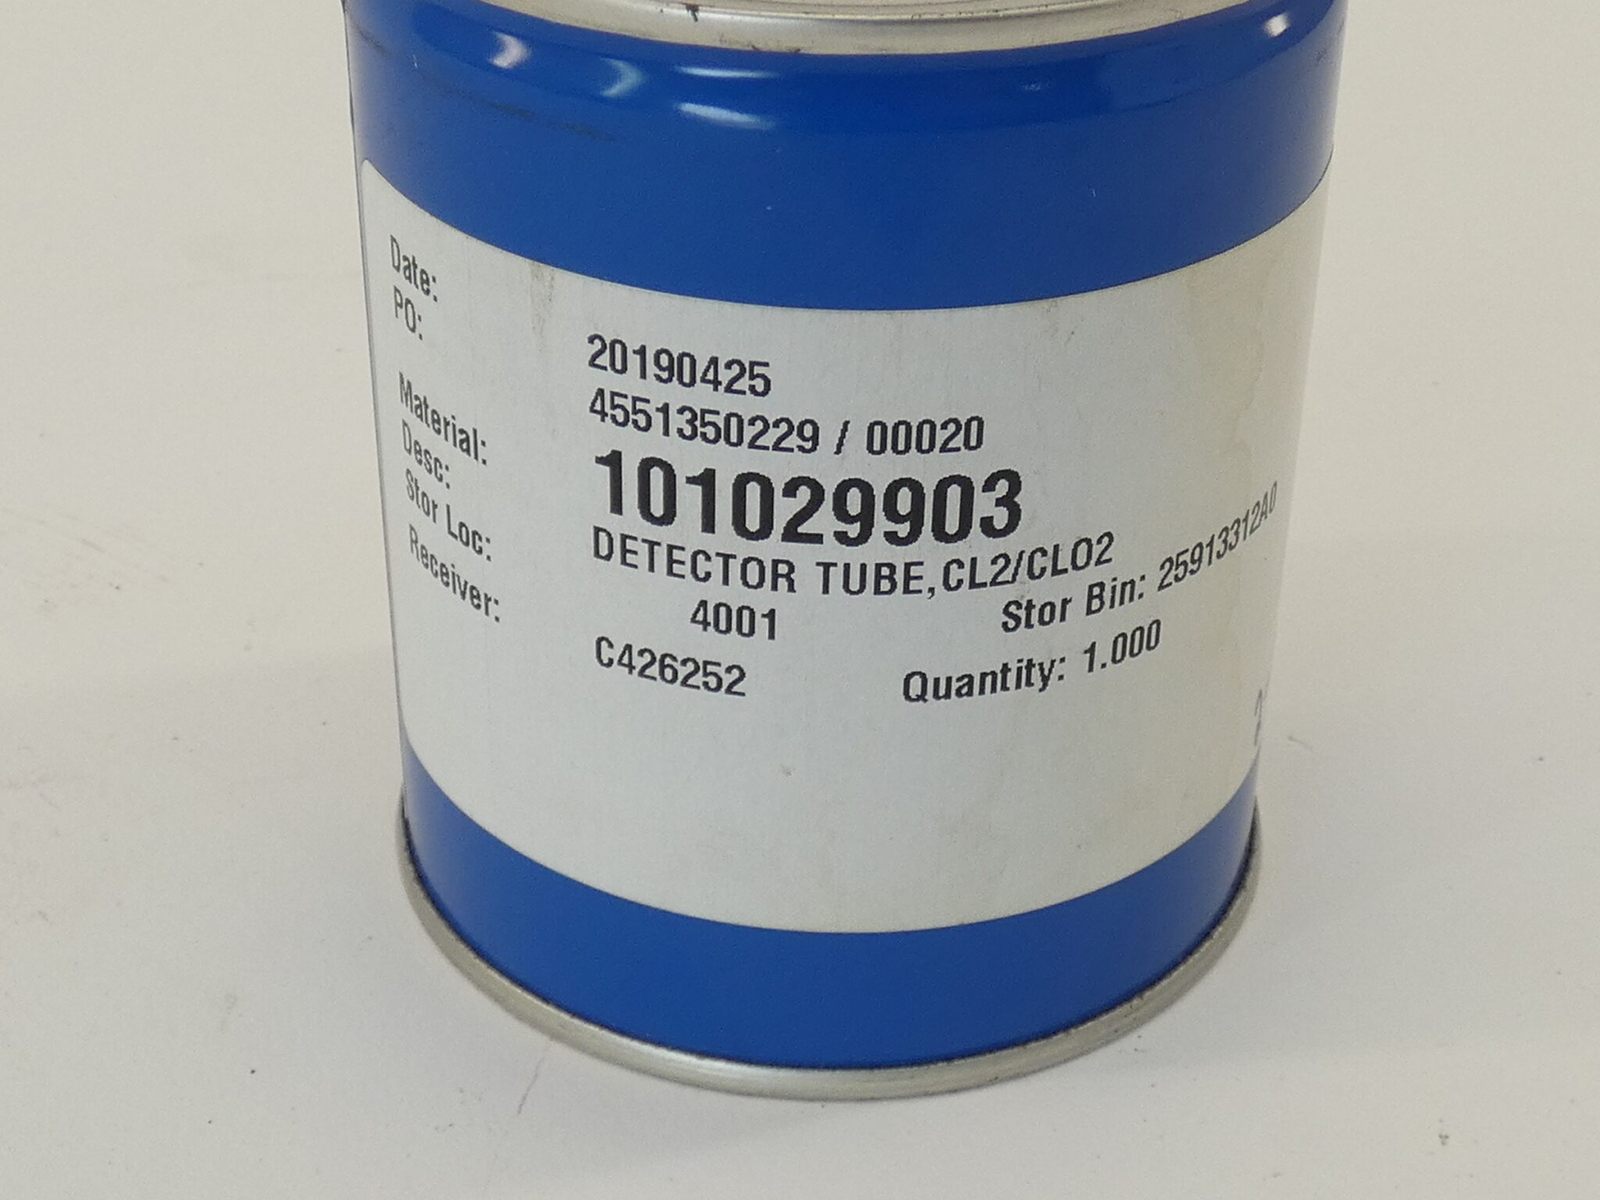 Date: 20190425
PO: 4551350229 / 00020
Material: 101029903
Desc: DETECTOR TUBE,CL2/CLO2
Stor Loc: 4001 Stor Bin: 25913312A0
Receiver: C426252 Quantity: 1.000